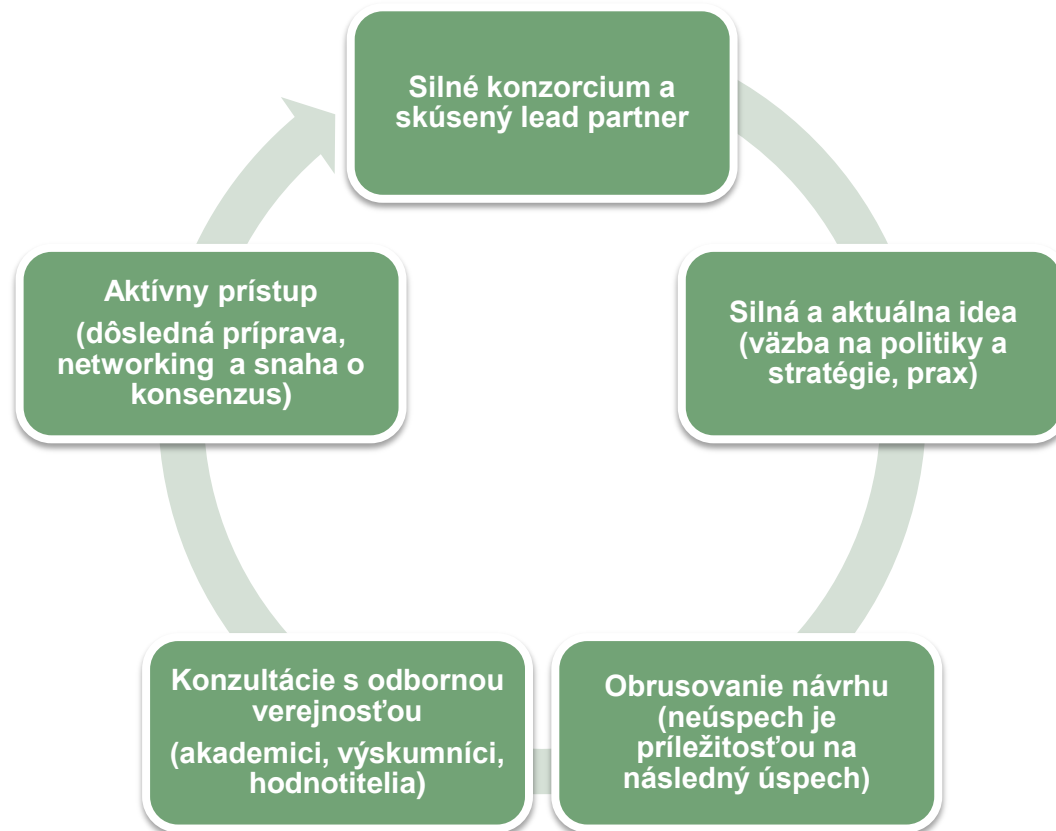 Silné konzorcium a
skúsený lead partner
Silná a aktuálna idea
(väzba na politiky a
stratégie, prax)
Obrusovanie návrhu
(neúspech je
príležitosťou na
následný úspech)
Konzultácie s odbornou
verejnosťou
(akademici, výskumníci,
hodnotitelia)
Aktívny prístup
(dôsledná príprava,
networking  a snaha o
konsenzus)